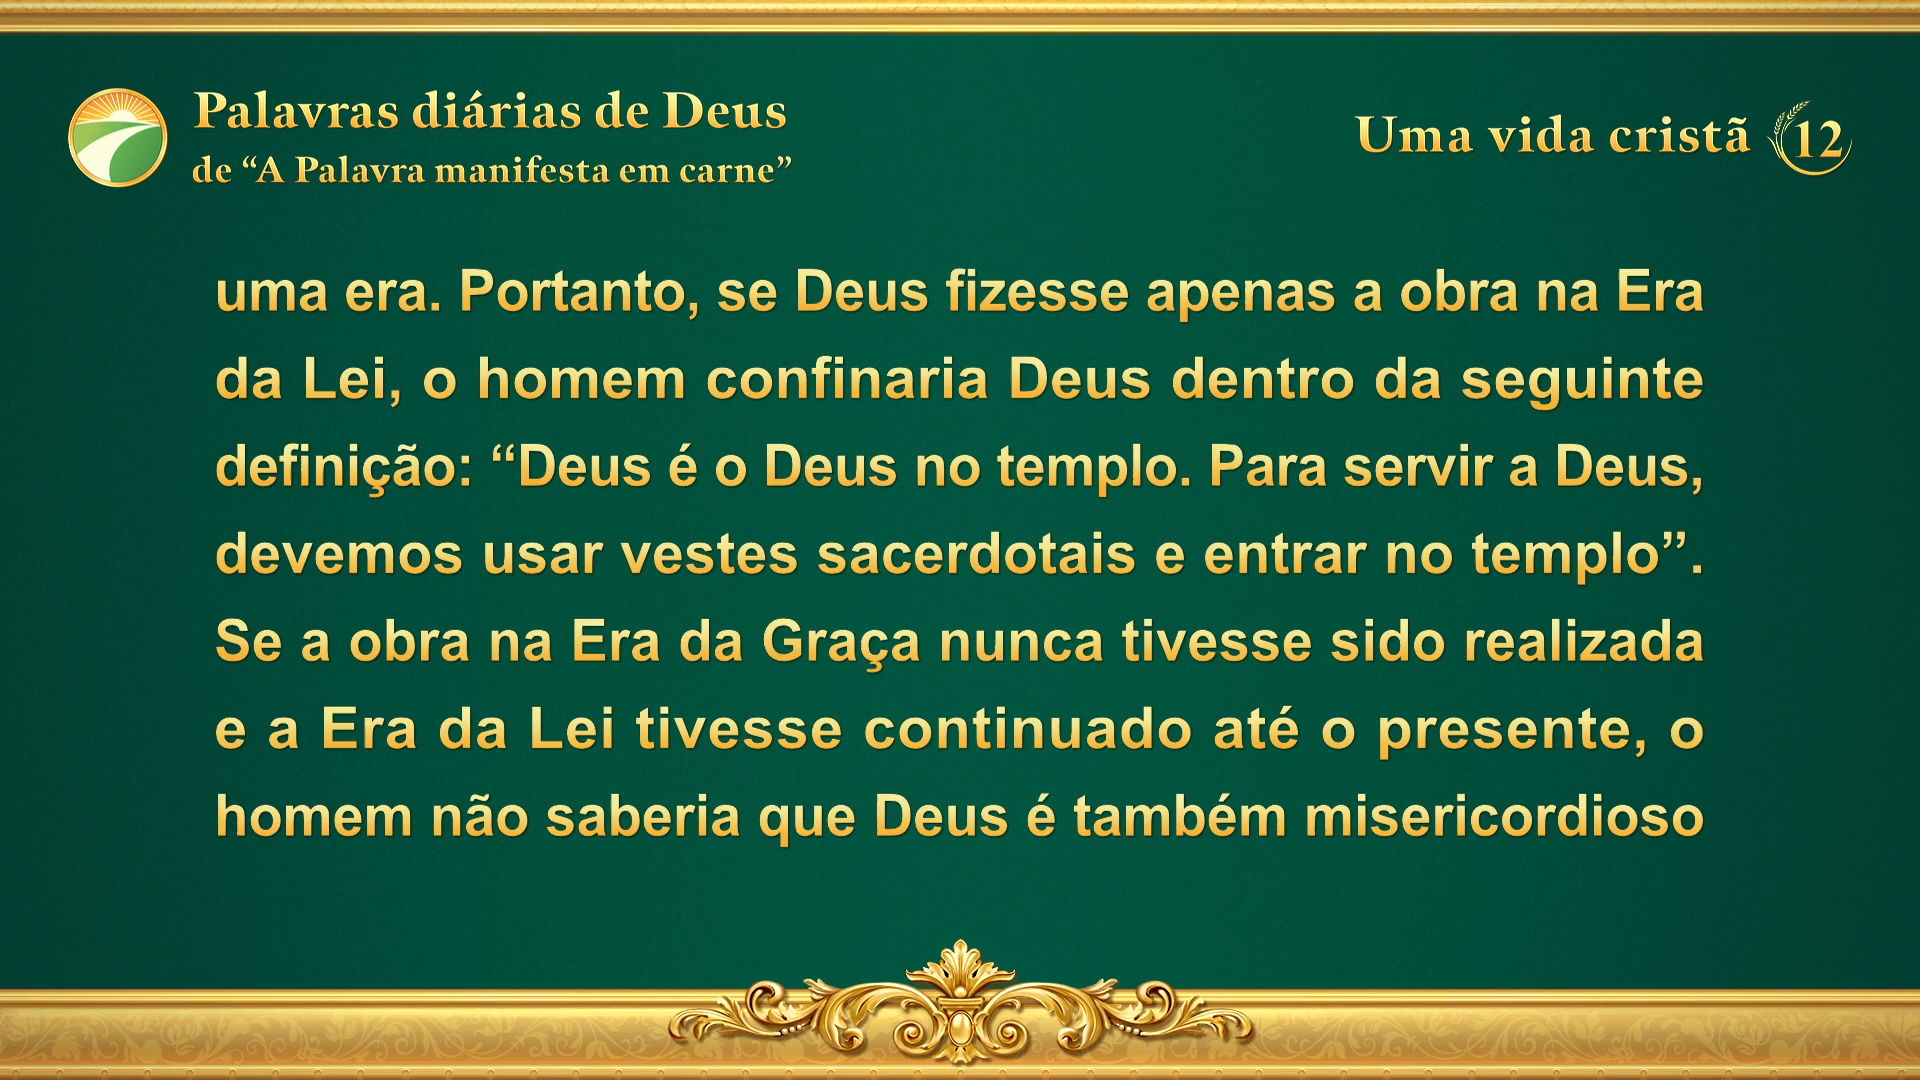 Palavras diárias de Deus
de “A Palavra manifesta em carne”
Uma vida cristã 12
uma era. Portanto, se Deus fizesse apenas a obra na Era
da Lei, o homem confinaria Deus dentro da seguinte
definição: “Deus é o Deus no templo. Para servir a Deus,
devemos usar vestes sacerdotais e entrar no templo”.
Se a obra na Era da Graça nunca tivesse sido realizada
e a Era da Lei tivesse continuado até o presente, o
homem não saberia que Deus é também misericordioso